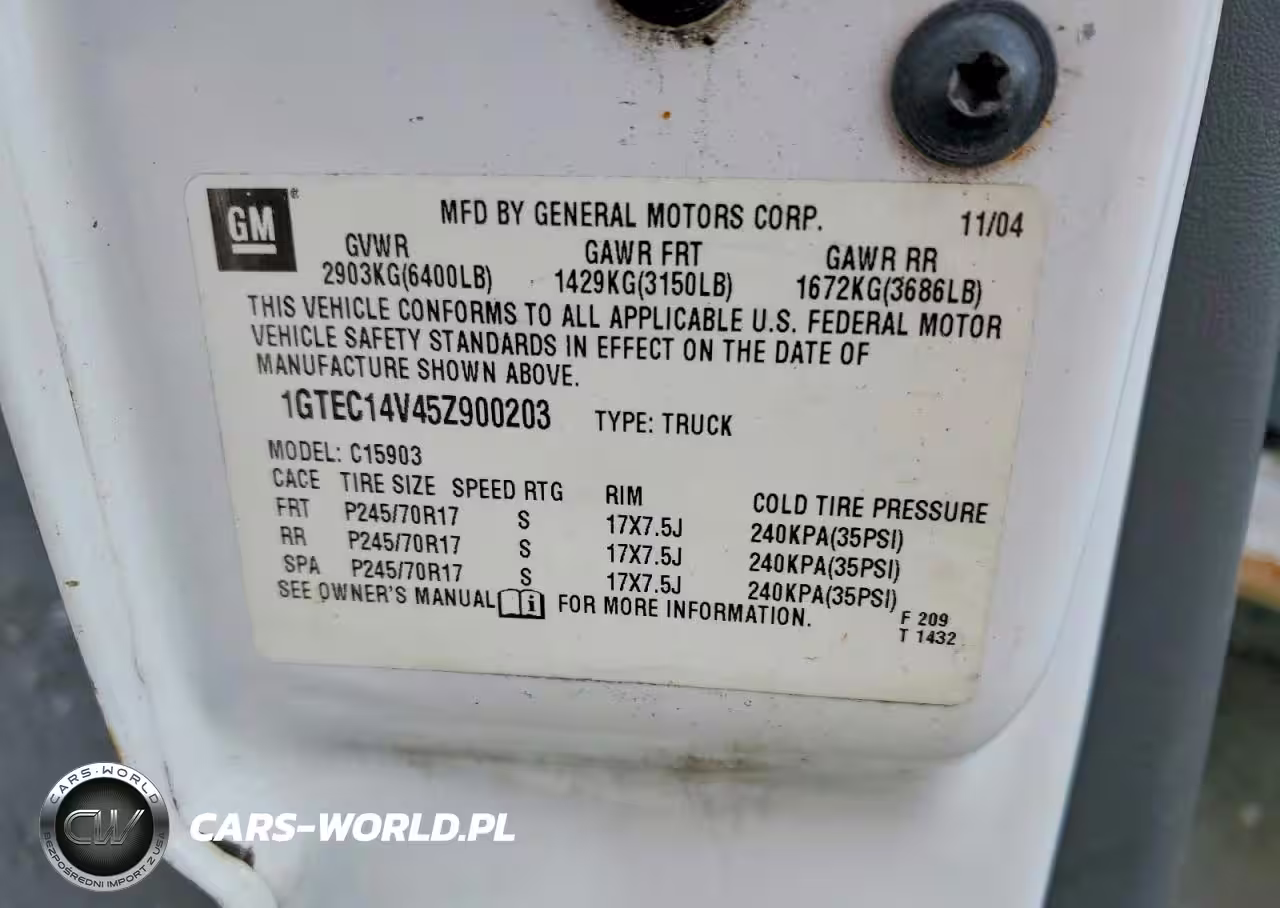 GM ®
MFD BY GENERAL MOTORS CORP. 11/04
GVWR GAWR FRT GAWR RR
2903KG(6400LB) 1429KG(3150LB) 1672KG(3686LB)
THIS VEHICLE CONFORMS TO ALL APPLICABLE U.S. FEDERAL MOTOR
VEHICLE SAFETY STANDARDS IN EFFECT ON THE DATE OF
MANUFACTURE SHOWN ABOVE.
1GTEC14V45Z900203 TYPE: TRUCK
MODEL: C15903
CACE TIRE SIZE SPEED RTG RIM COLD TIRE PRESSURE
FRT P245/70R17 S 17X7.5J 240KPA(35PSI)
RR P245/70R17 S 17X7.5J 240KPA(35PSI)
SPA P245/70R17 S 17X7.5J 240KPA(35PSI)
SEE OWNER'S MANUAL i FOR MORE INFORMATION.
F 209
T 1432
CARS-WORLD
CW
BEZPOŚREDNI IMPORT Z USA
CARS-WORLD.PL